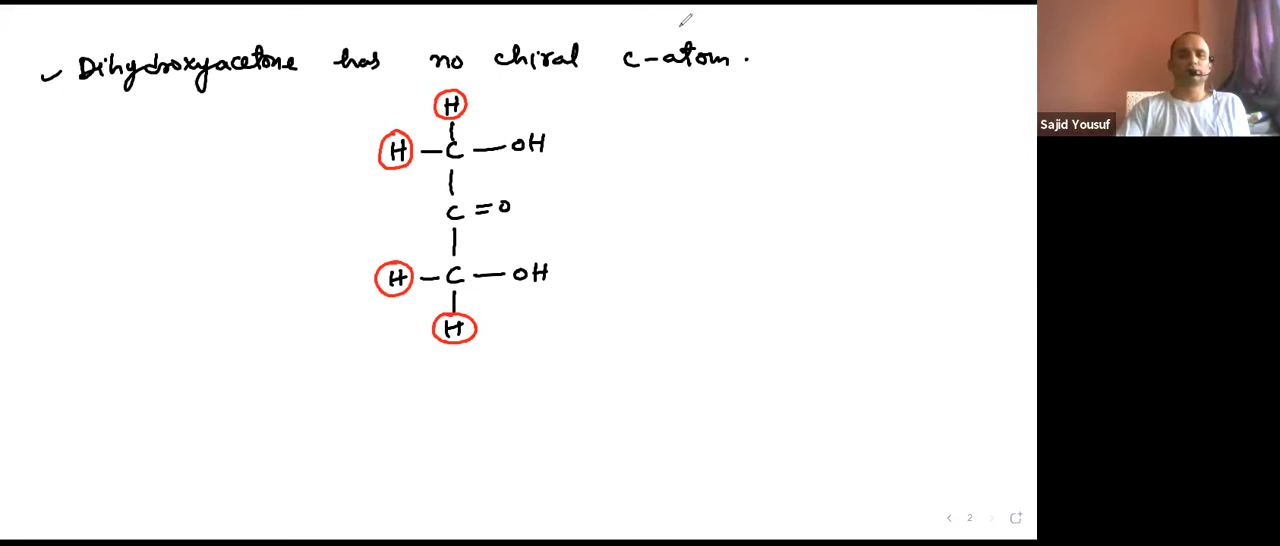 ✓ Dihydroxyacetone has no chiral c-atom.
H
H — C — OH
|
C = O
|
H — C — OH
|
H
Sajid Yousuf
< 2 >